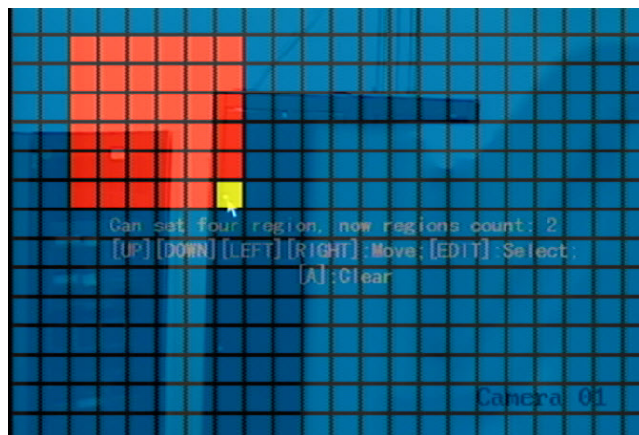 Can set four region, now regions count: 2
[UP][DOWN][LEFT][RIGHT]:Move;[EDIT]:Select;
[A]:Clear
Camera 01